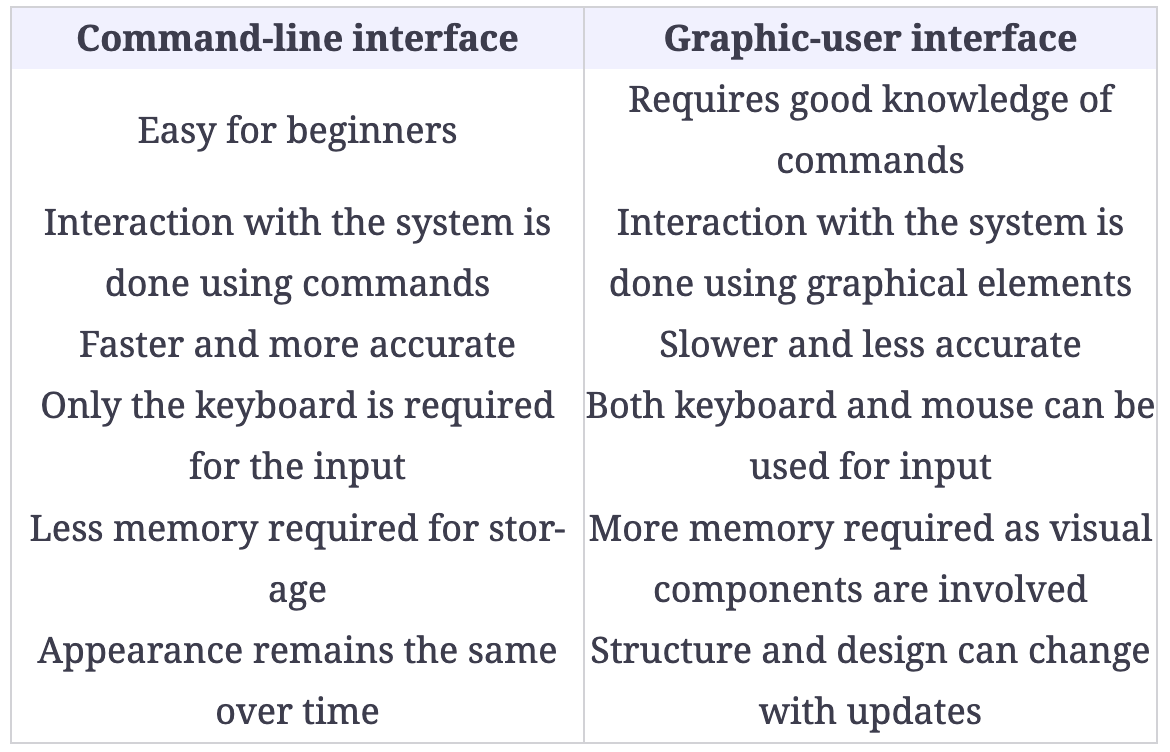 Command-line interface
Graphic-user interface
Easy for beginners
Requires good knowledge of
commands
Interaction with the system is
done using commands
Interaction with the system is
done using graphical elements
Faster and more accurate
Slower and less accurate
Only the keyboard is required
for the input
Both keyboard and mouse can be
used for input
Less memory required for stor-
age
More memory required as visual
components are involved
Appearance remains the same
over time
Structure and design can change
with updates